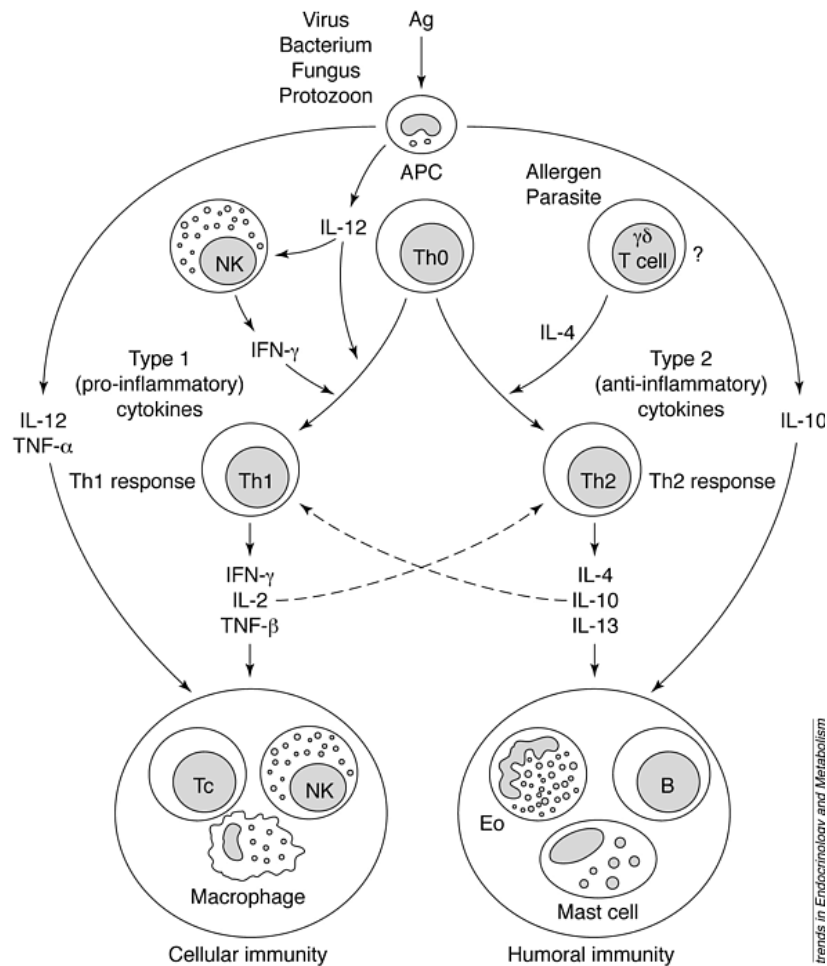 Virus
Bacterium
Fungus
Protozoon
Ag
APC
Allergen
Parasite
NK
IL-12
Th0
γδ
T cell
?
IFN-γ
IL-4
Type 1
(pro-inflammatory)
cytokines
Type 2
(anti-inflammatory)
cytokines
IL-12
TNF-α
IL-10
Th1 response
Th1
Th2
Th2 response
IFN-γ
IL-2
TNF-β
IL-4
IL-10
IL-13
Tc
NK
Macrophage
Eo
B
Mast cell
Cellular immunity
Humoral immunity
trends in Endocrinology and Metabolism